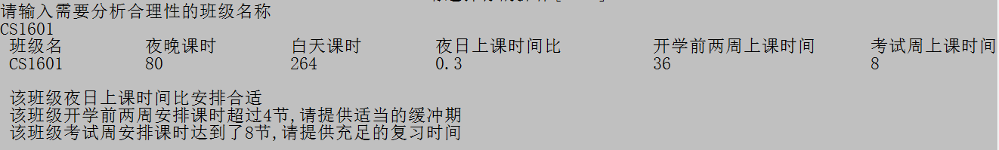 请输入需要分析合理性的班级名称
CS1601
班级名 夜晚课时 白天课时 夜日上课时间比 开学前两周上课时间 考试周上课时间
CS1601 80 264 0.3 36 8
该班级夜日上课时间比安排合适
该班级开学前两周安排课时超过4节,请提供适当的缓冲期
该班级考试周安排课时达到了8节,请提供充足的复习时间